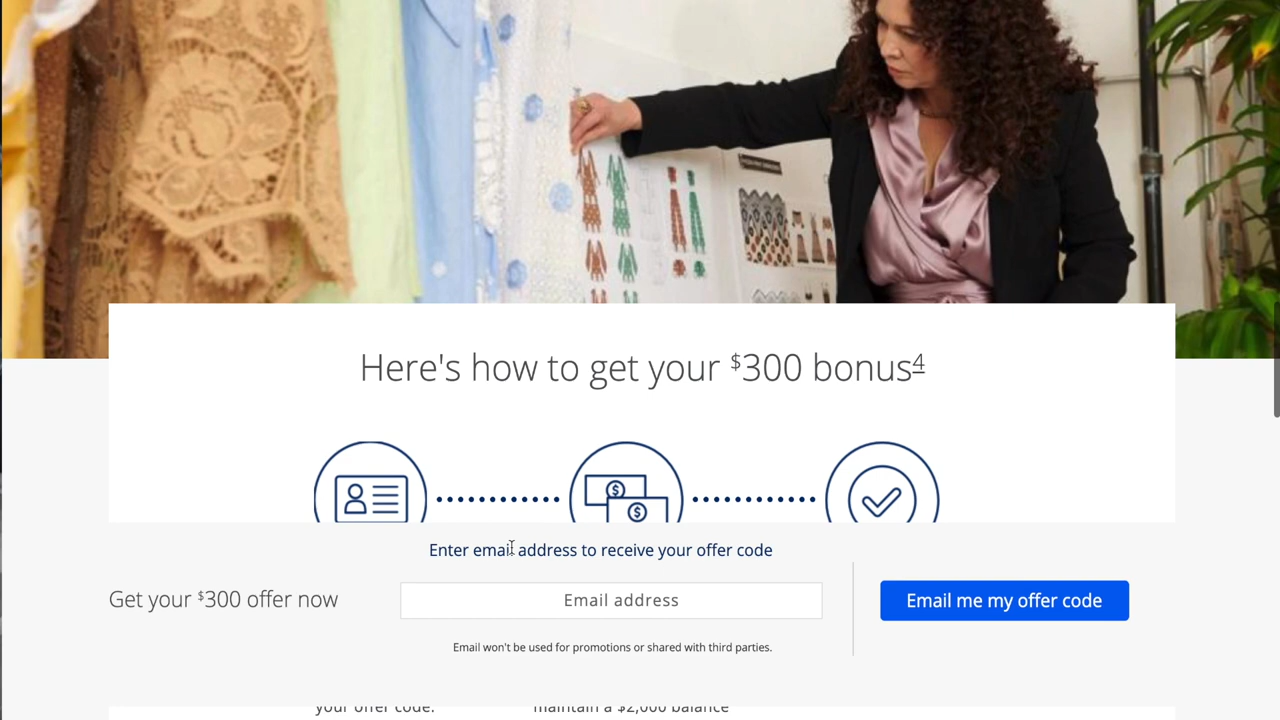 Here's how to get your $300 bonus4
Enter email address to receive your offer code
Get your $300 offer now
Email address
Email me my offer code
Email won't be used for promotions or shared with third parties.
your offer code.
maintain a $2,000 balance